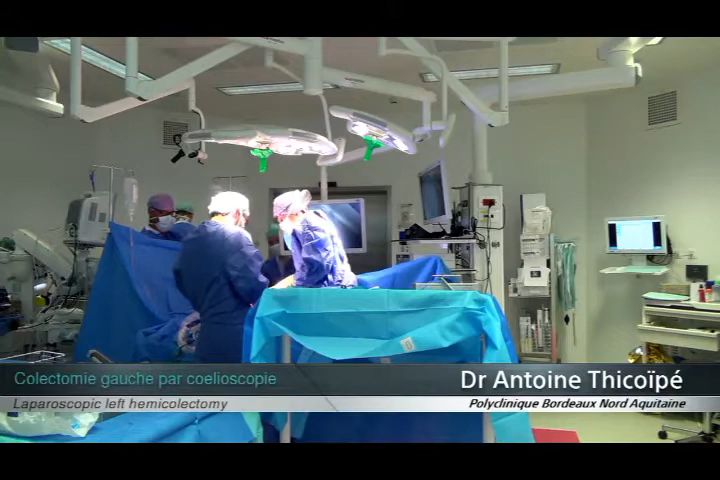 Colectomie gauche par coelioscopie
Dr Antoine Thicoïpé
Laparoscopic left hemicolectomy
Polyclinique Bordeaux Nord Aquitaine